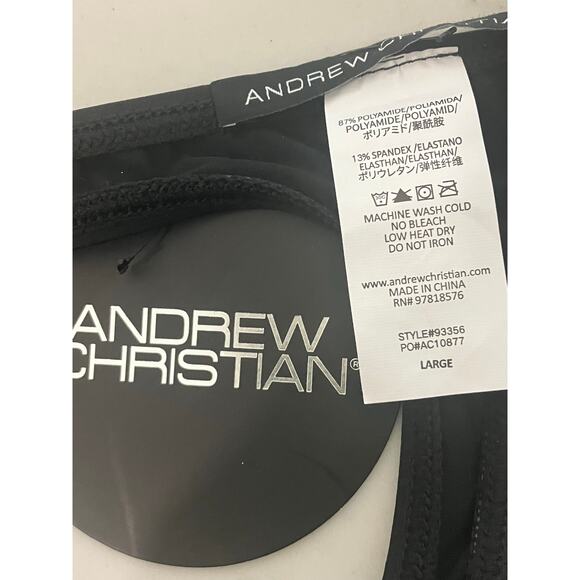 ANDREW CHRISTIAN
87% POLYAMIDE/POLIAMIDA/
POLYAMIDE/POLYAMID/
ポリアミド/聚酰胺
13% SPANDEX/ELASTANO
ELASTHAN/ELASTHAN/
ポリウレタン/弹性纤维
MACHINE WASH COLD
NO BLEACH
LOW HEAT DRY
DO NOT IRON
www.andrewchristian.com
MADE IN CHINA
RN# 97818576
STYLE#93356
PO#AC10877
LARGE
ANDREW
CHRISTIAN®